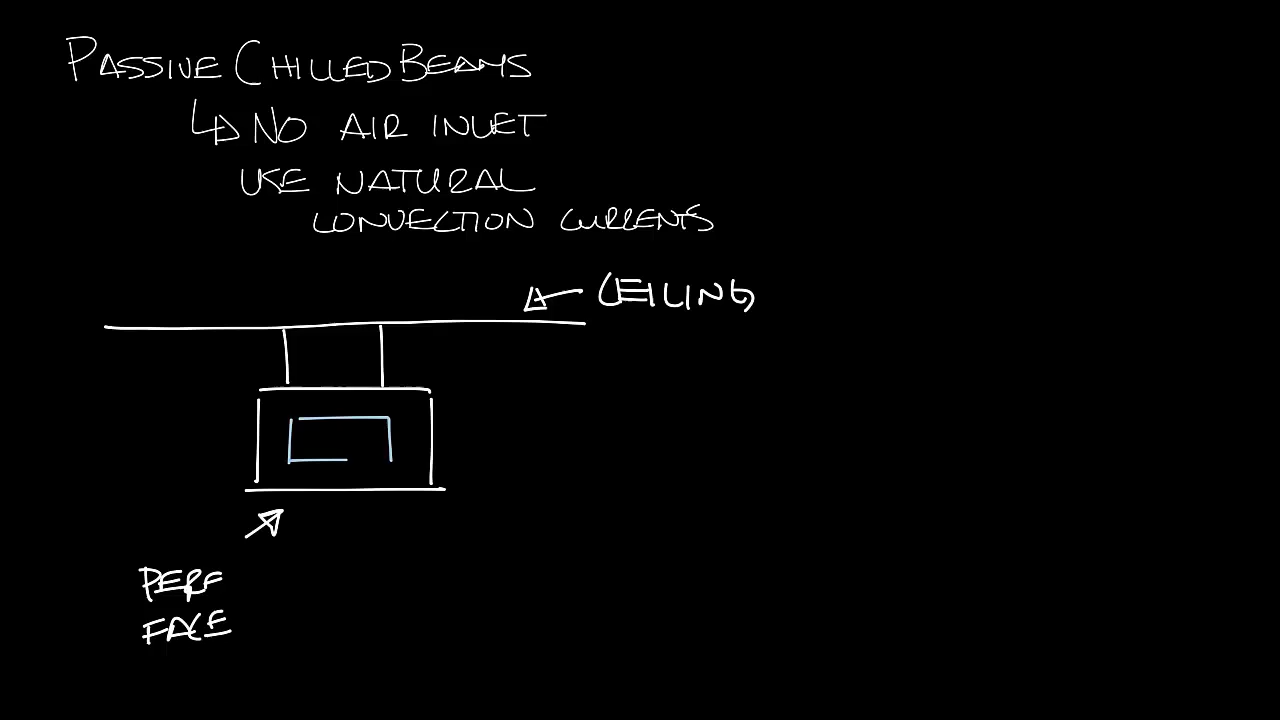 PASSIVE CHILLED BEAMS
↳ NO AIR INLET
USE NATURAL
CONVECTION CURRENTS
CEILING
PERF
FACE